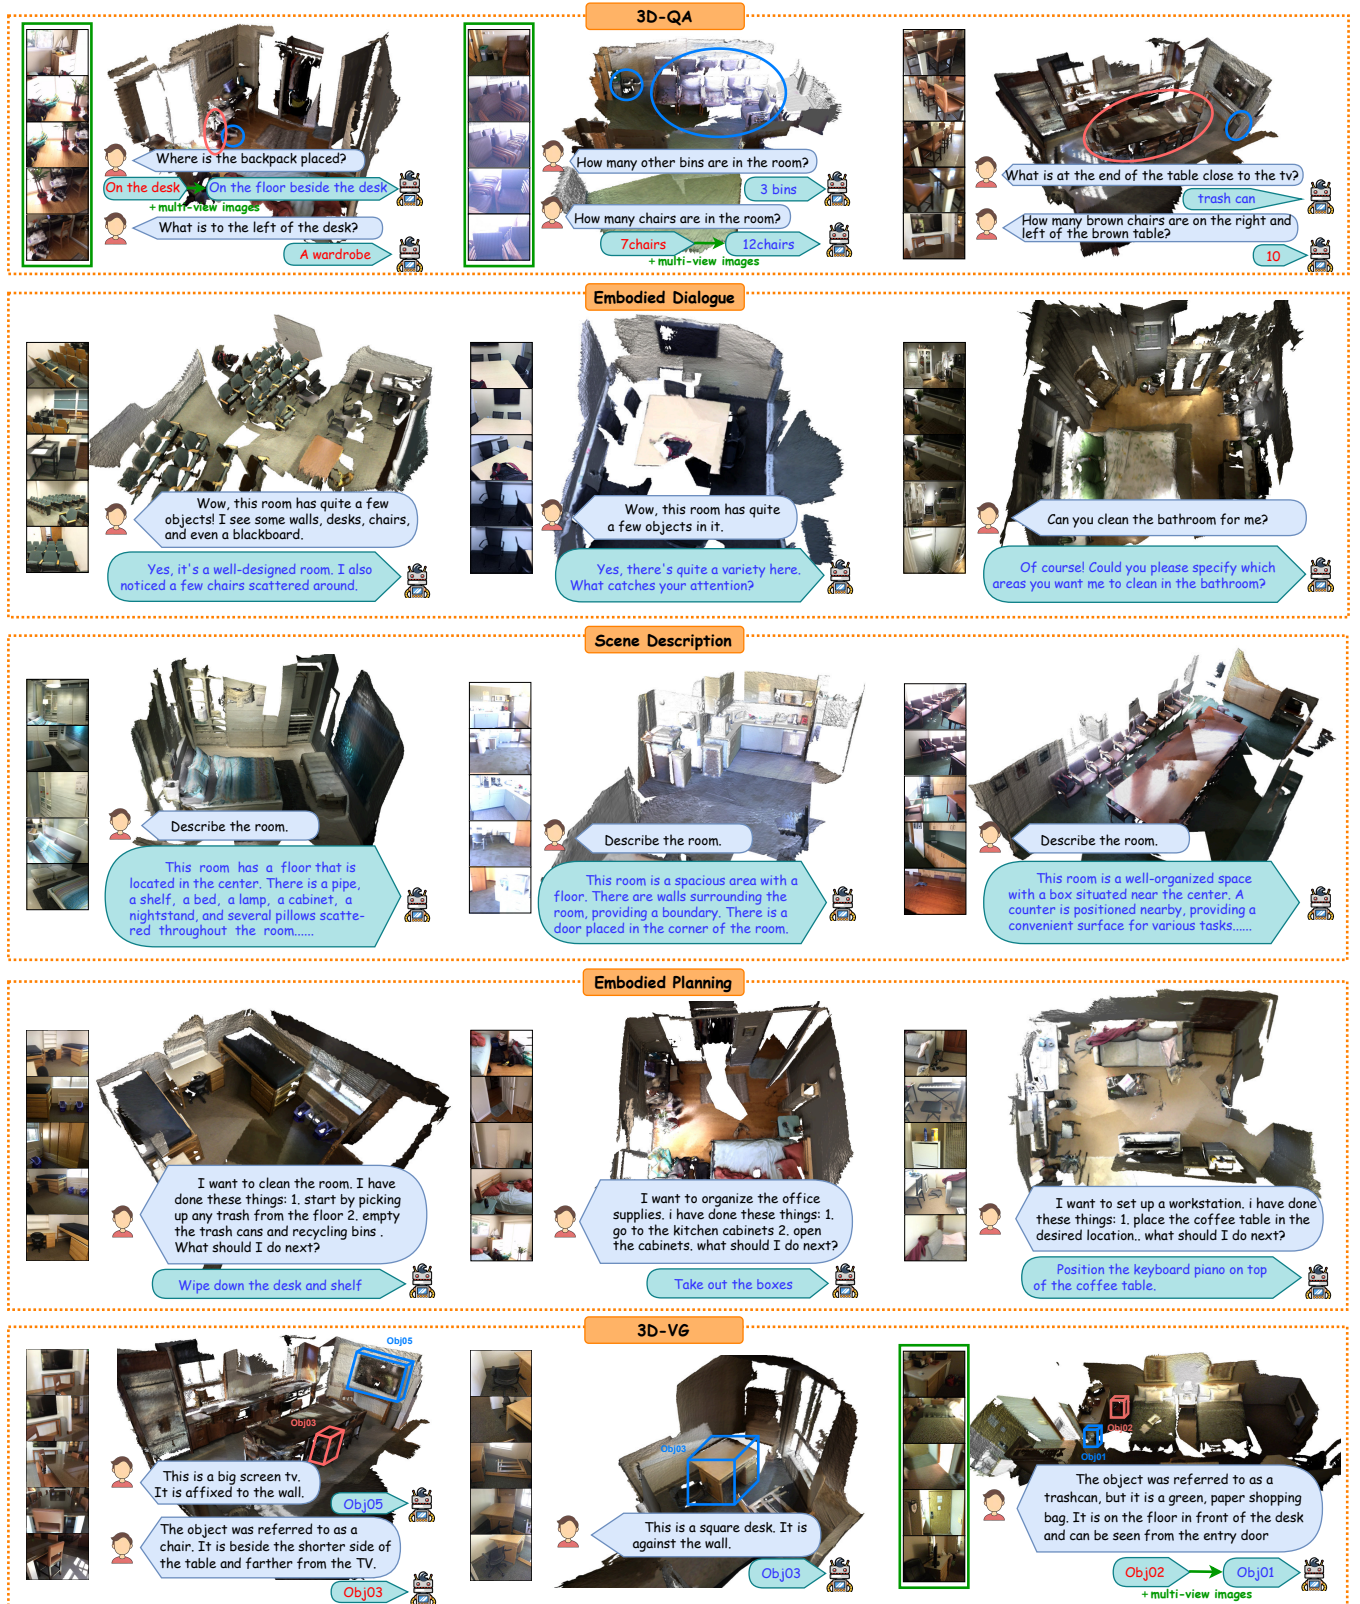 3D-QA
Where is the backpack placed?
On the desk
On the floor beside the desk
+ multi-view images
What is to the left of the desk?
A wardrobe
How many other bins are in the room?
3 bins
How many chairs are in the room?
7chairs
12chairs
+ multi-view images
What is at the end of the table close to the tv?
trash can
How many brown chairs are on the right and
left of the brown table?
10
Embodied Dialogue
Wow, this room has quite a few
objects! I see some walls, desks, chairs,
and even a blackboard.
Yes, it's a well-designed room. I also
noticed a few chairs scattered around.
Wow, this room has quite
a few objects in it.
Yes, there's quite a variety here.
What catches your attention?
Can you clean the bathroom for me?
Of course! Could you please specify which
areas you want me to clean in the bathroom?
Scene Description
Describe the room.
This room has a floor that is
located in the center. There is a pipe,
a shelf, a bed, a lamp, a cabinet, a
nightstand, and several pillows scatte-
red throughout the room......
Describe the room.
This room is a spacious area with a
floor. There are walls surrounding the
room, providing a boundary. There is a
door placed in the corner of the room.
Describe the room.
This room is a well-organized space
with a box situated near the center. A
counter is positioned nearby, providing a
convenient surface for various tasks......
Embodied Planning
I want to clean the room. I have
done these things: 1. start by picking
up any trash from the floor 2. empty
the trash cans and recycling bins .
What should I do next?
Wipe down the desk and shelf
I want to organize the office
supplies. i have done these things: 1.
go to the kitchen cabinets 2. open
the cabinets. what should I do next?
Take out the boxes
I want to set up a workstation. i have done
these things: 1. place the coffee table in the
desired location.. what should I do next?
Position the keyboard piano on top
of the coffee table.
3D-VG
Obj05
Obj03
This is a big screen tv.
It is affixed to the wall.
Obj05
The object was referred to as a
chair. It is beside the shorter side of
the table and farther from the TV.
Obj03
Obj03
This is a square desk. It is
against the wall.
Obj03
Obj02
Obj01
The object was referred to as a
trashcan, but it is a green, paper shopping
bag. It is on the floor in front of the desk
and can be seen from the entry door
Obj02
Obj01
+ multi-view images